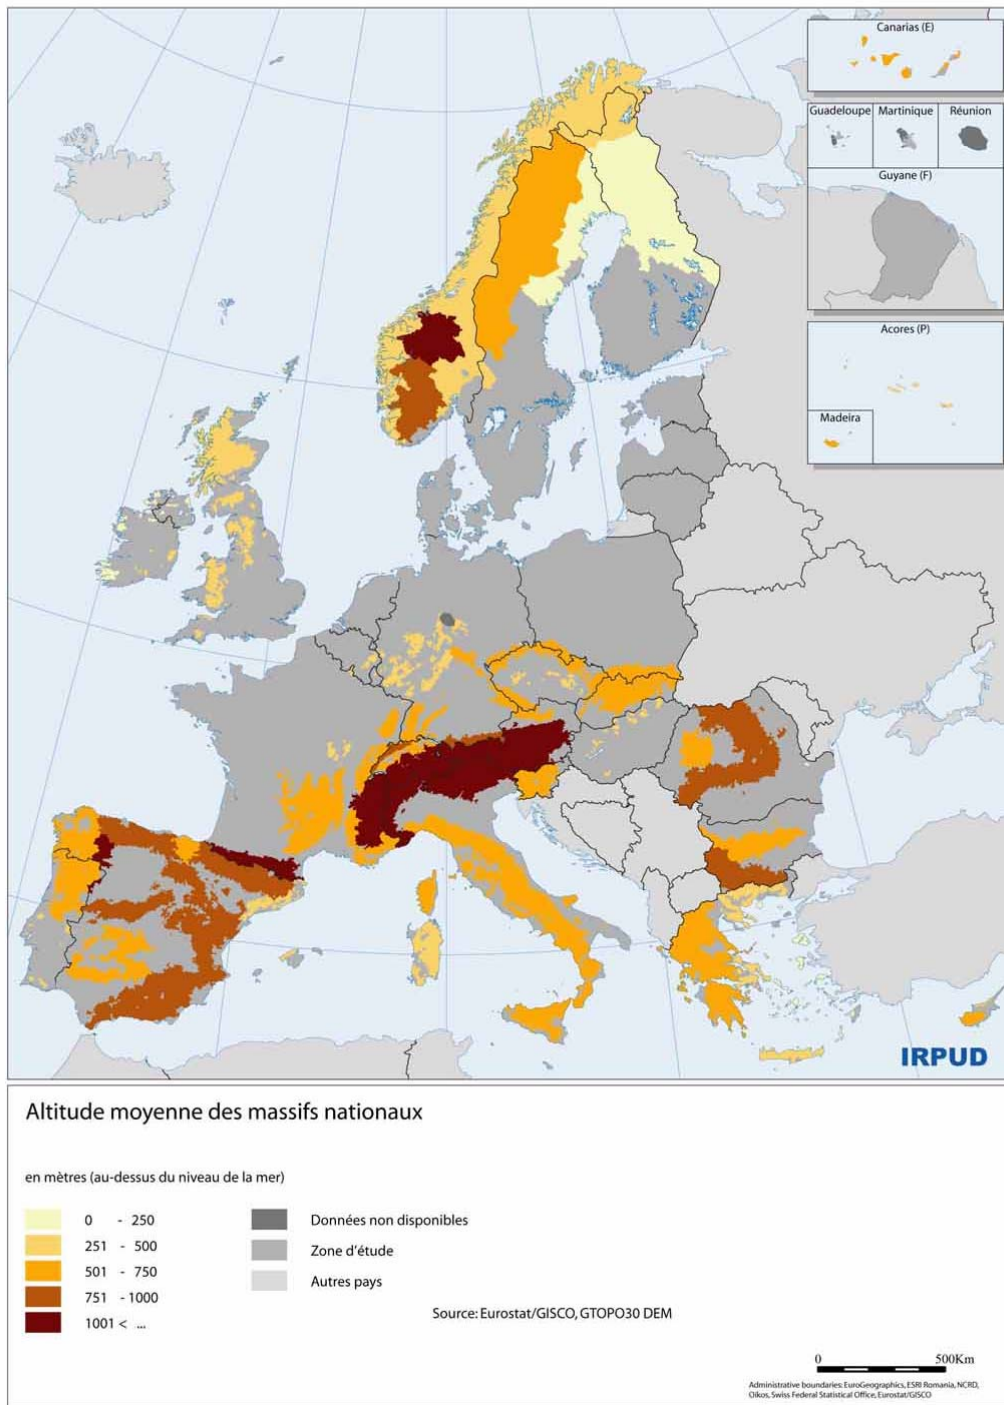 Canarias (E)
Guadeloupe
Martinique
Réunion
Guyane (F)
Acores (P)
Madeira
IRPUD
Altitude moyenne des massifs nationaux
en mètres (au-dessus du niveau de la mer)
0 - 250
251 - 500
501 - 750
751 - 1000
1001 < ...
Données non disponibles
Zone d'étude
Autres pays
Source: Eurostat/GISCO, GTOPO30 DEM
0 500Km
Administrative boundaries: EuroGeographics, ESRI Romania, NCRD,
Oikos, Swiss Federal Statistical Office, Eurostat/GISCO